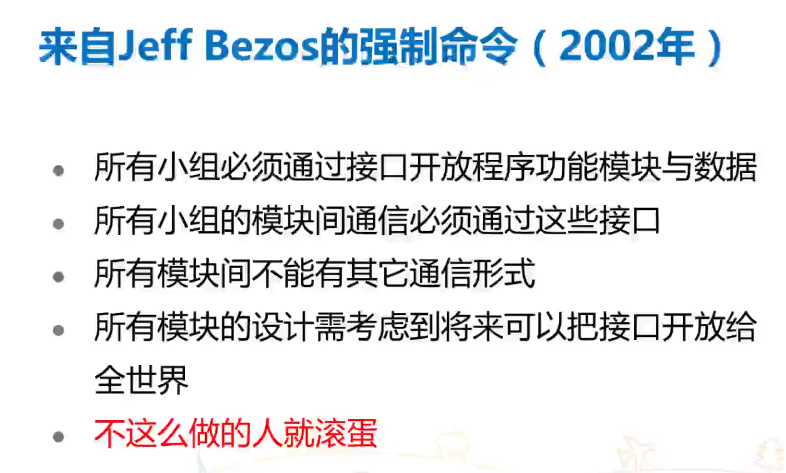 来自Jeff Bezos的强制命令（2002年）
• 所有小组必须通过接口开放程序功能模块与数据
• 所有小组的模块间通信必须通过这些接口
• 所有模块间不能有其它通信形式
• 所有模块的设计需考虑到将来可以把接口开放给
全世界
• 不这么做的人就滚蛋